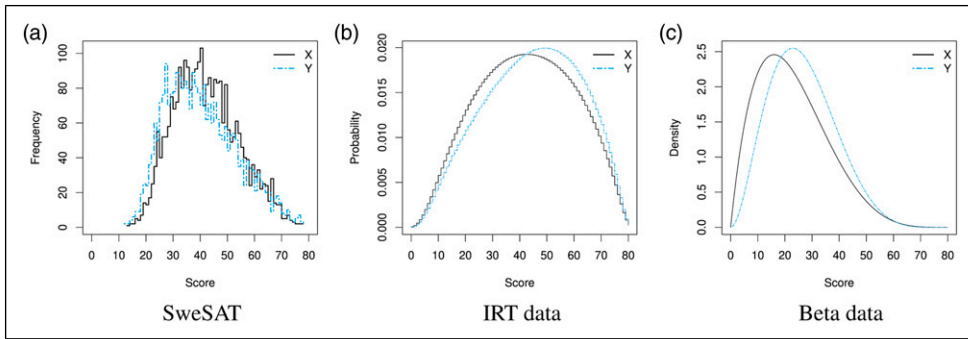 (a)
X
Y
Frequency
0 20 40 60 80 100
0 10 20 30 40 50 60 70 80
Score
SweSAT
(b)
X
Y
Probability
0.000 0.005 0.010 0.015 0.020
0 10 20 30 40 50 60 70 80
Score
IRT data
(c)
X
Y
Density
0.0 0.5 1.0 1.5 2.0 2.5
0 10 20 30 40 50 60 70 80
Score
Beta data